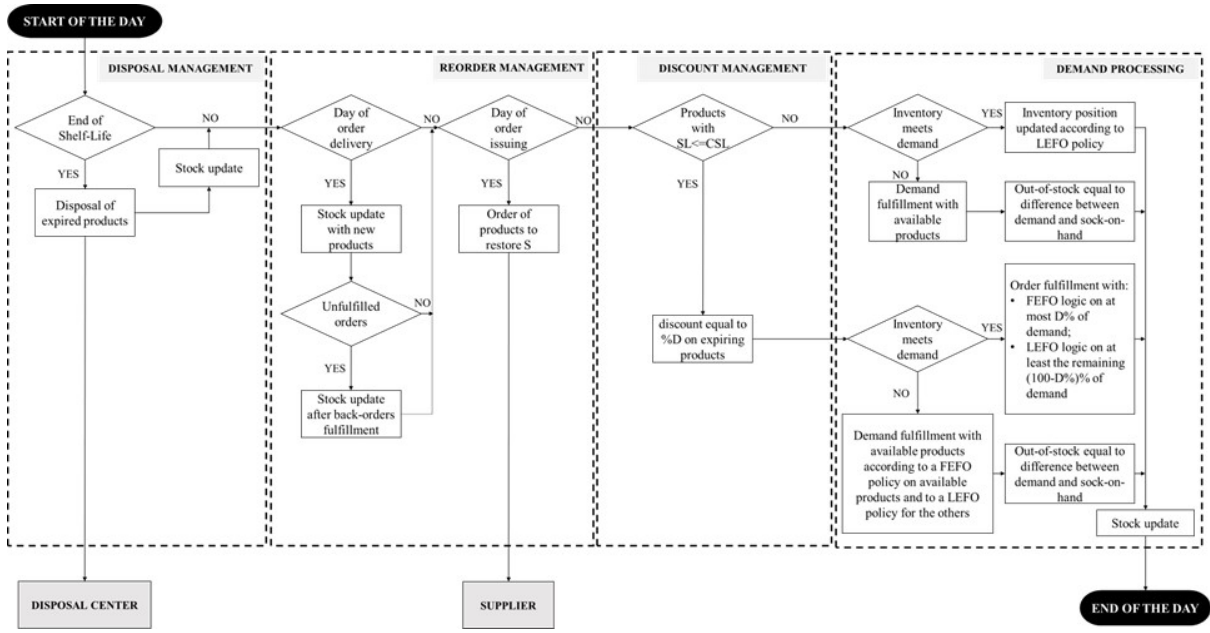 START OF THE DAY
DISPOSAL MANAGEMENT
End of
Shelf-Life
NO
YES
Stock update
Disposal of
expired products
DISPOSAL CENTER
REORDER MANAGEMENT
Day of
order
delivery
NO
YES
Stock update
with new
products
Unfulfilled
orders
NO
YES
Stock update
after back-orders
fulfillment
Day of
order
issuing
NO
YES
Order of
products to
restore S
SUPPLIER
DISCOUNT MANAGEMENT
Products
with
SL<=CSL
NO
YES
discount equal to
%D on expiring
products
DEMAND PROCESSING
Inventory
meets
demand
YES
Inventory position
updated according to
LEFO policy
NO
Demand
fulfillment with
available
products
Out-of-stock equal to
difference between
demand and sock-on-
hand
Inventory
meets
demand
YES
Order fulfillment with:
• FEFO logic on at
most D% of
demand;
• LEFO logic on at
least the remaining
(100-D%)% of
demand
NO
Demand fulfillment with
available products
according to a FEFO
policy on available
products and to a LEFO
policy for the others
Out-of-stock equal to
difference between
demand and sock-on-
hand
Stock update
END OF THE DAY